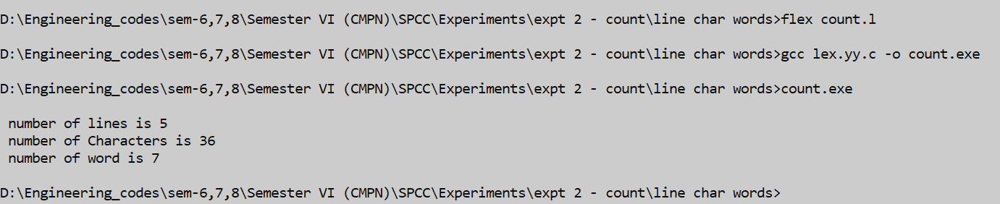 D:\Engineering_codes\sem-6,7,8\Semester VI (CMPN)\SPCC\Experiments\expt 2 - count\line char words>flex count.l
D:\Engineering_codes\sem-6,7,8\Semester VI (CMPN)\SPCC\Experiments\expt 2 - count\line char words>gcc lex.yy.c -o count.exe
D:\Engineering_codes\sem-6,7,8\Semester VI (CMPN)\SPCC\Experiments\expt 2 - count\line char words>count.exe
number of lines is 5
number of Characters is 36
number of word is 7
D:\Engineering_codes\sem-6,7,8\Semester VI (CMPN)\SPCC\Experiments\expt 2 - count\line char words>